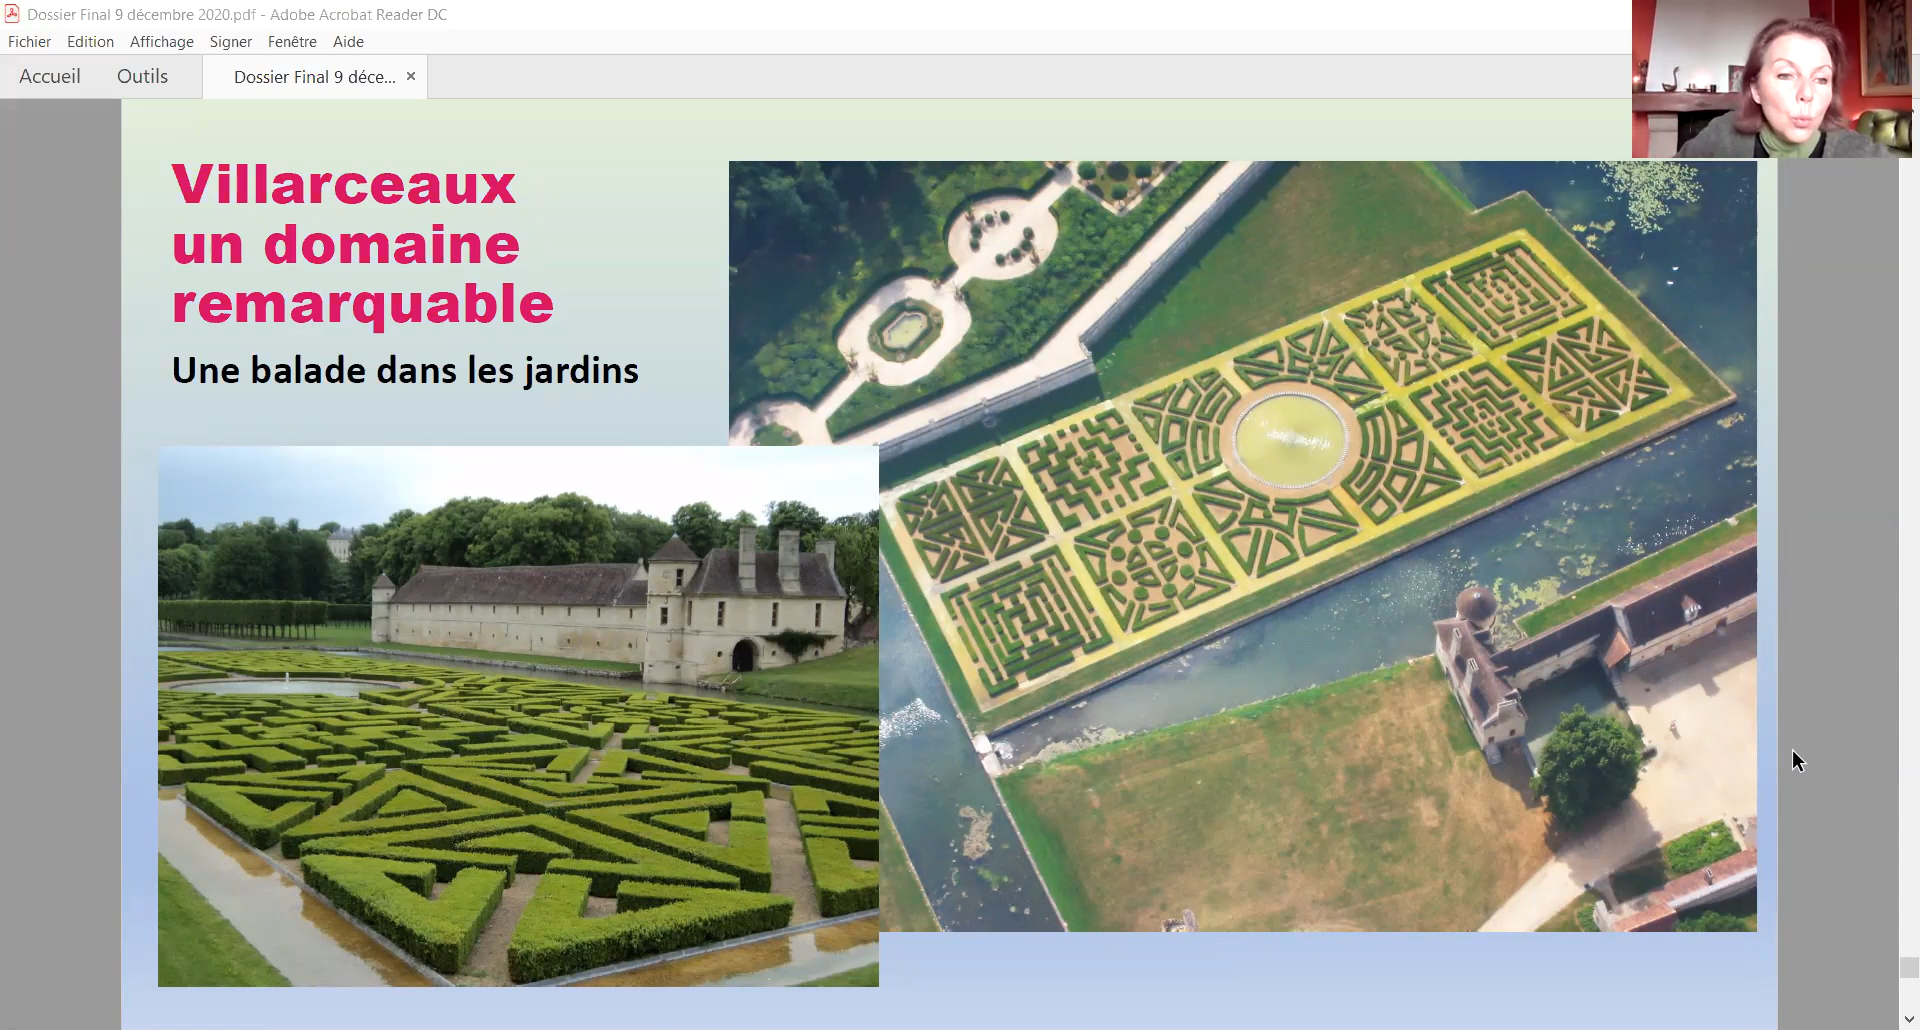 Dossier Final 9 décembre 2020.pdf - Adobe Acrobat Reader DC
Fichier Edition Affichage Signer Fenêtre Aide
Accueil Outils Dossier Final 9 déce... ×
Villarceaux
un domaine
remarquable
Une balade dans les jardins